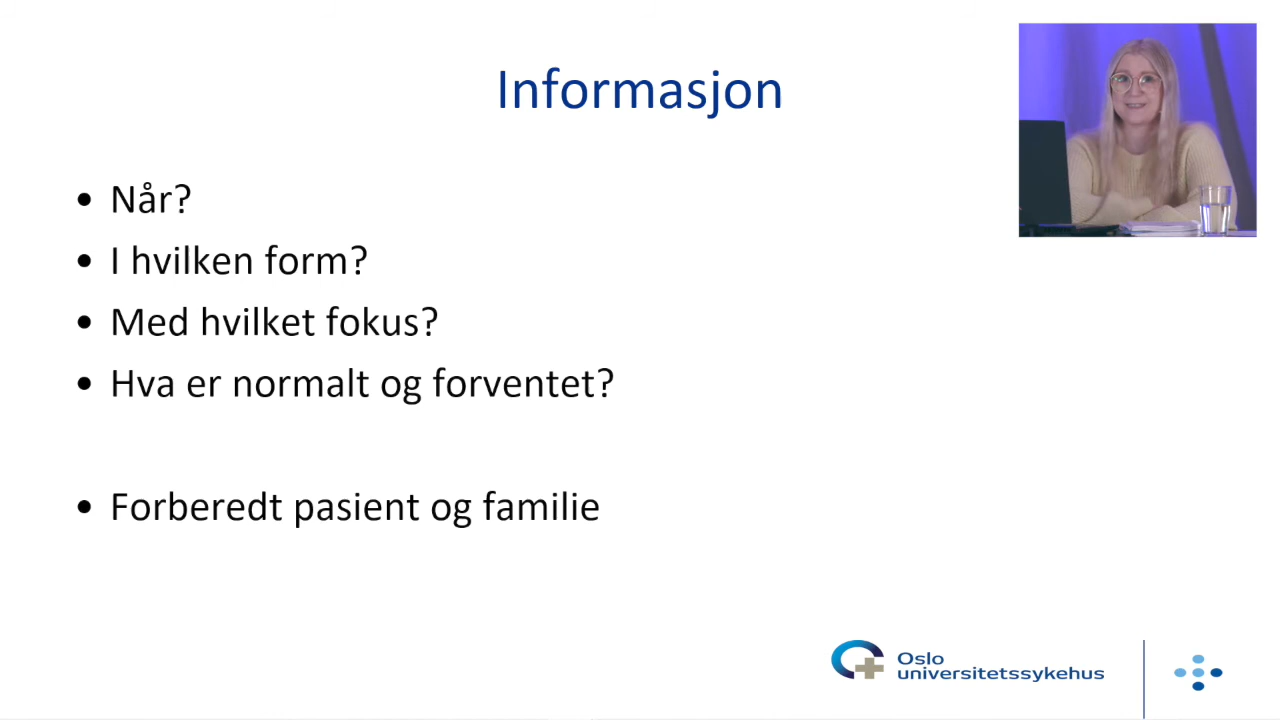 Informasjon
• Når?
• I hvilken form?
• Med hvilket fokus?
• Hva er normalt og forventet?
• Forberedt pasient og familie
Oslo
universitetssykehus